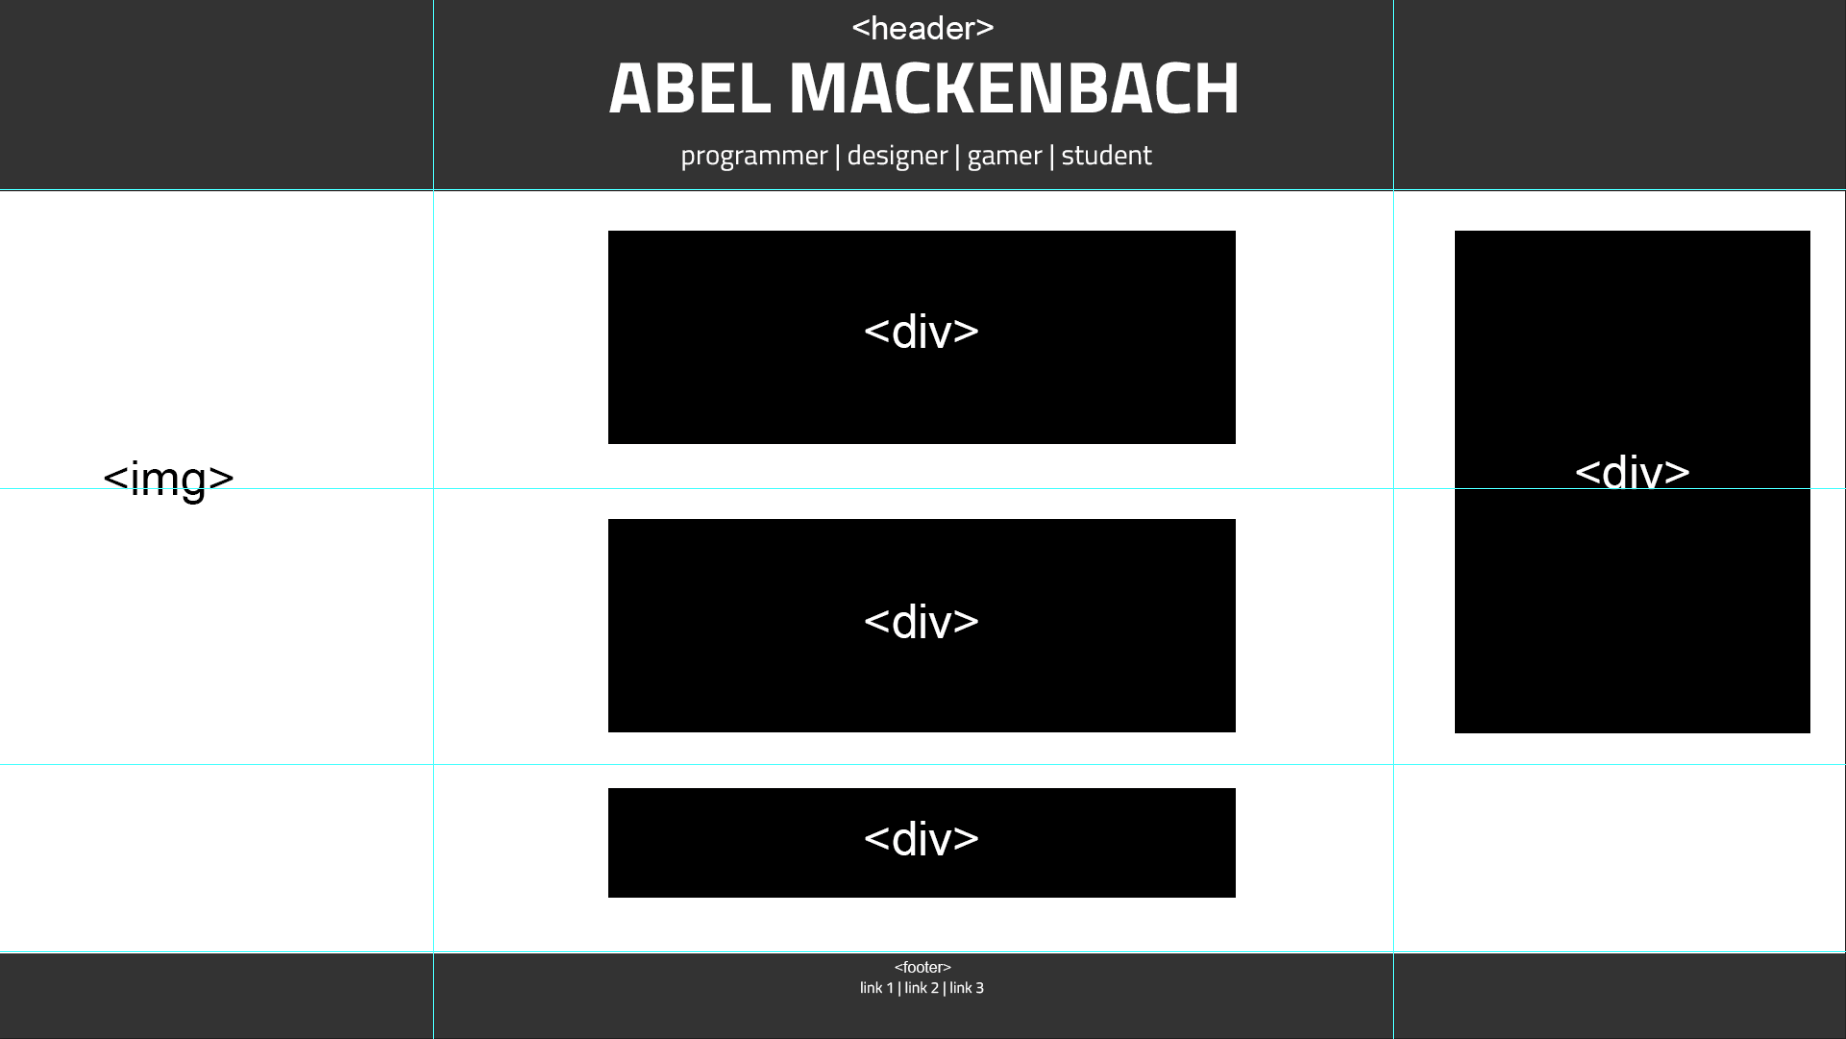 <header>
ABEL MACKENBACH
programmer | designer | gamer | student
<div>
<img>
<div>
<div>
<div>
<footer>
link 1 | link 2 | link 3